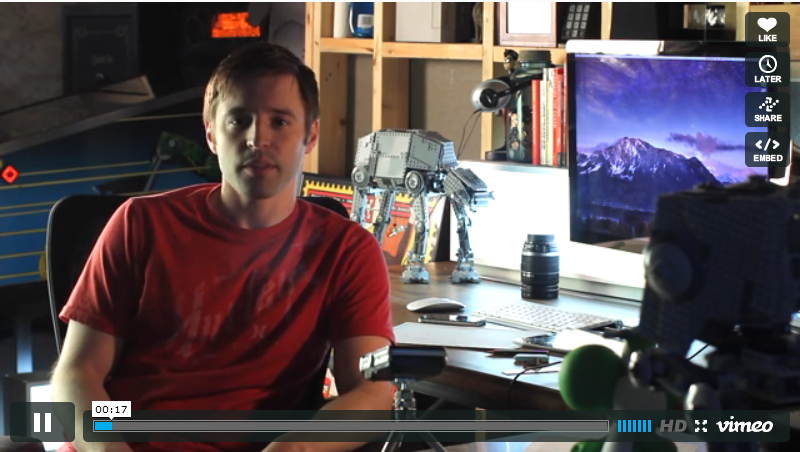 LIKE
LATER
SHARE
EMBED
00:17
HD
vimeo